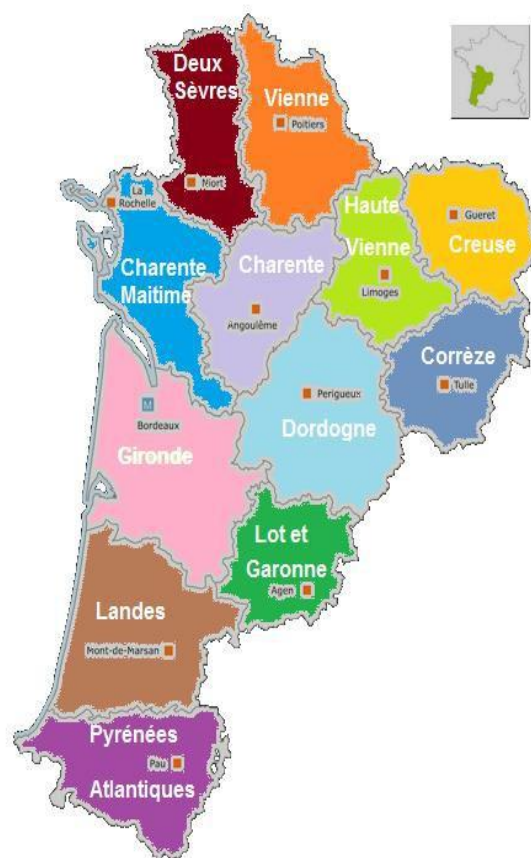 Deux
Sèvres
Vienne
Poitiers
Niort
La
Rochelle
Haute
Vienne
Gueret
Creuse
Charente
Maitime
Charente
Limoges
Angoulême
Corrèze
Tulle
Perigueux
M
Bordeaux
Dordogne
Gironde
Lot et
Garonne
Agen
Landes
Mont-de-Marsan
Pyrénées
Pau
Atlantiques